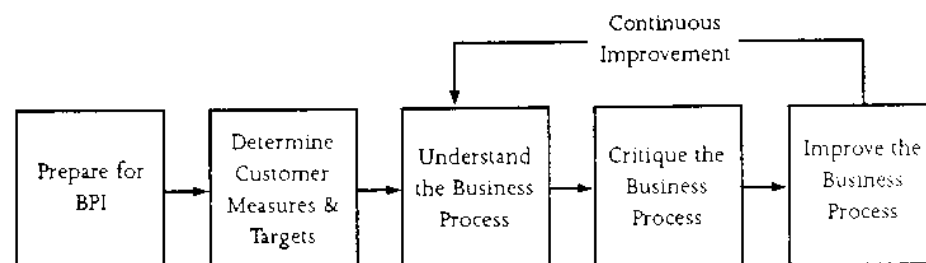 Continuous
Improvement
Prepare for
BPI
Determine
Customer
Measures &
Targets
Understand
the Business
Process
Critique the
Business
Process
Improve the
Business
Process